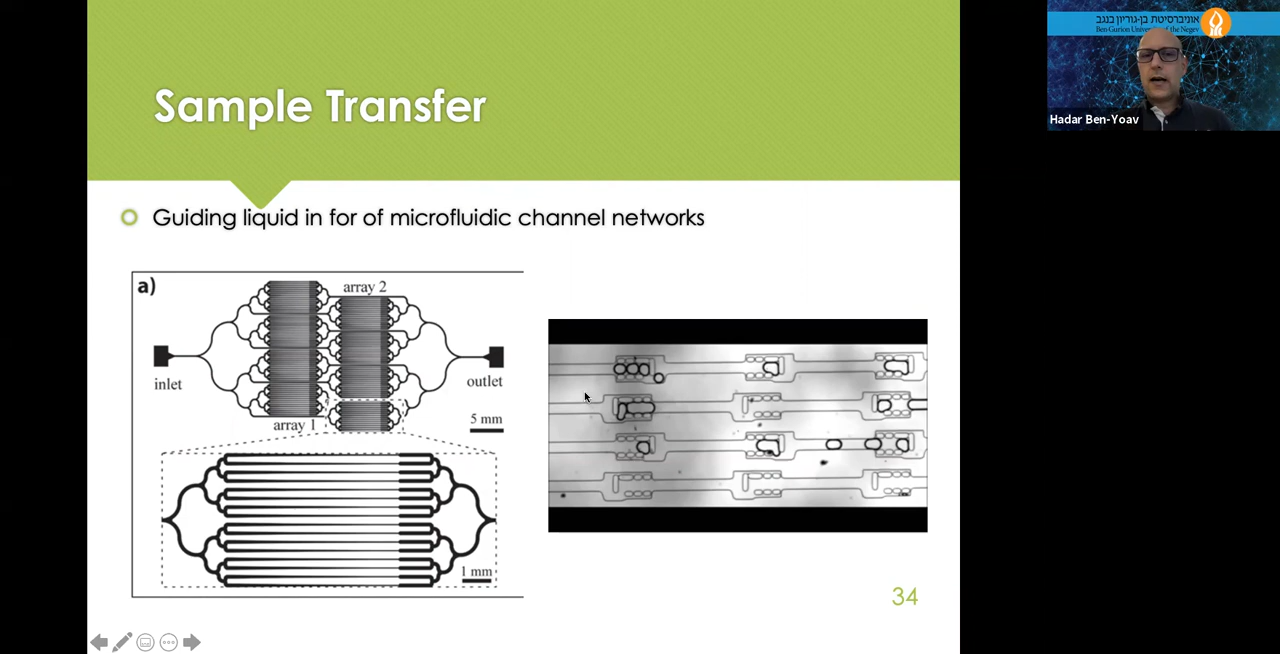 Sample Transfer
Guiding liquid in for of microfluidic channel networks
a)
array 2
inlet
outlet
array 1
5 mm
1 mm
34
אוניברסיטת בן-גוריון בנגב
Ben-Gurion University of the Negev
Hadar Ben-Yoav